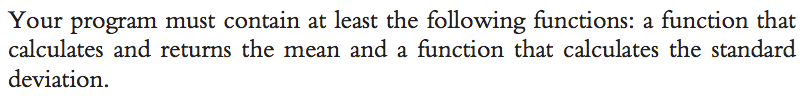 Your program must contain at least the following functions: a function that
calculates and returns the mean and a function that calculates the standard
deviation.